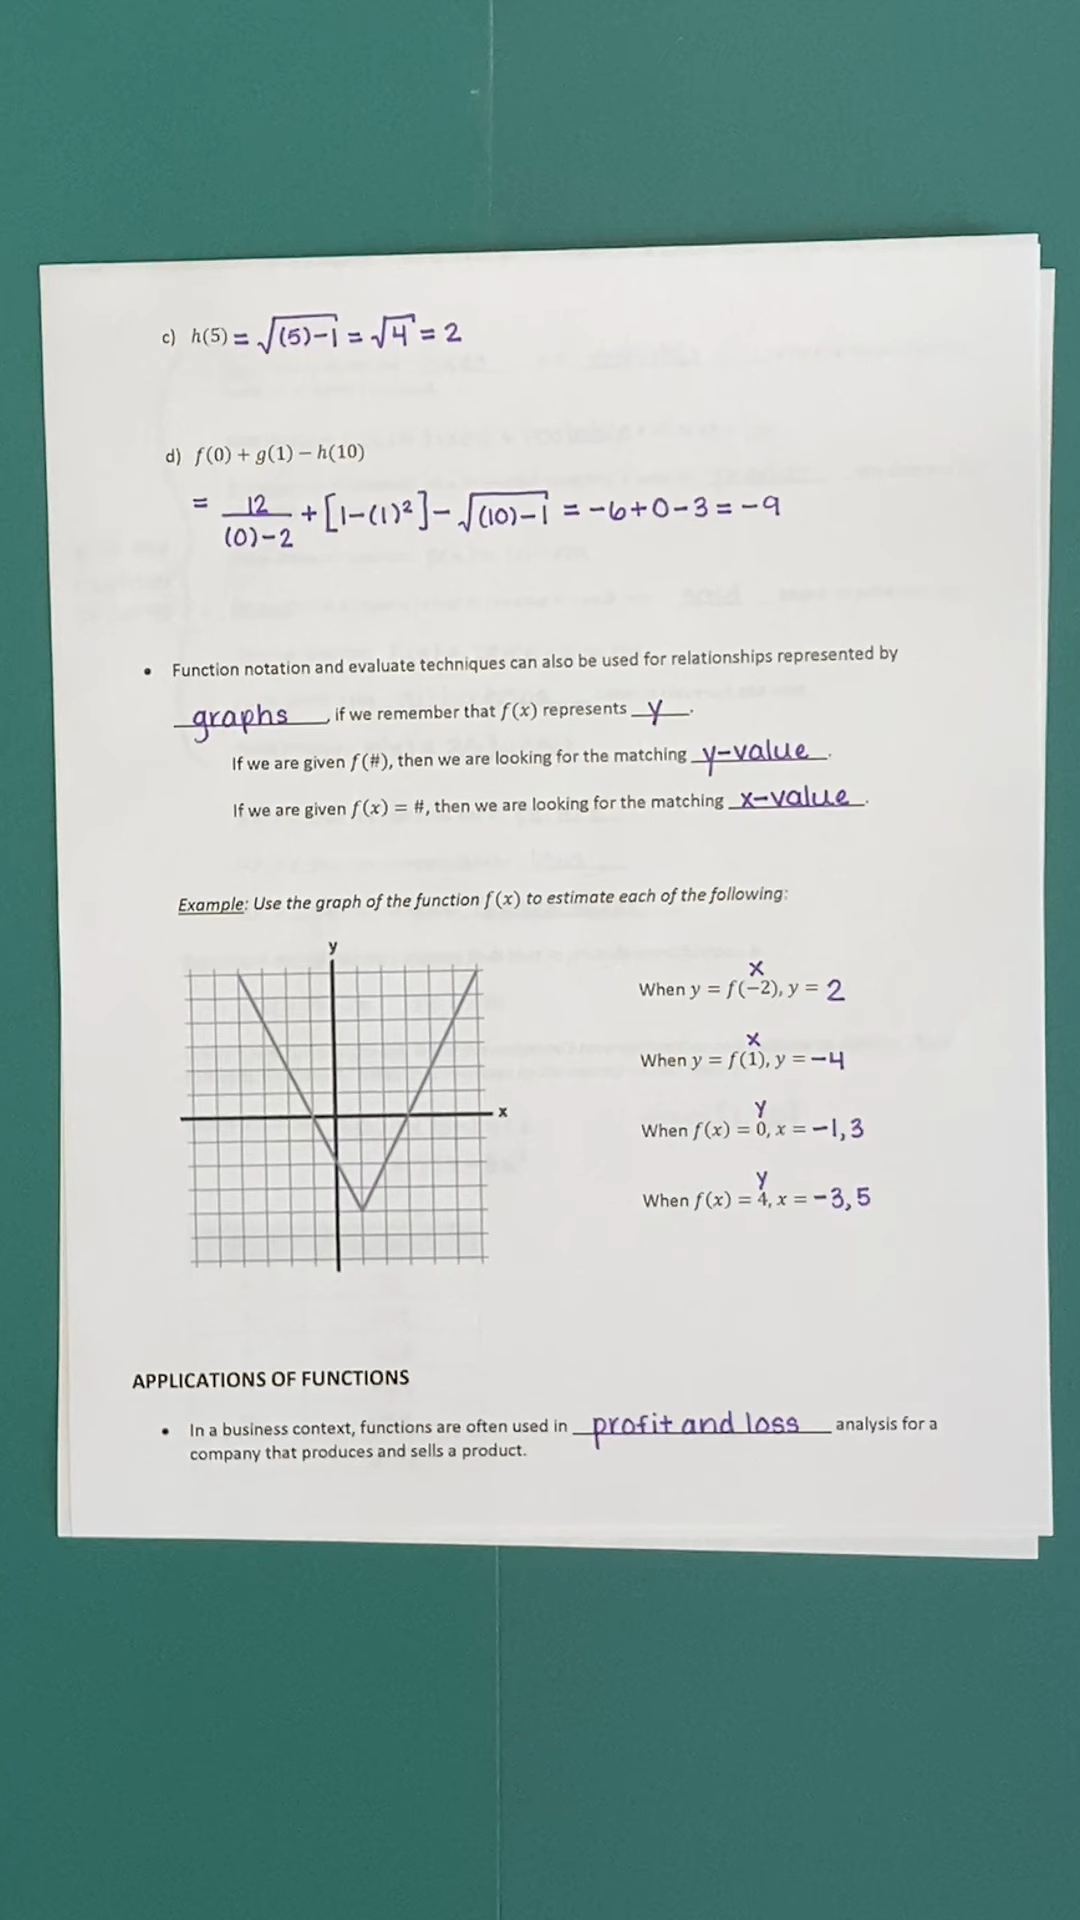 c) h(5) = √(5)-1 = √4 = 2
d) f(0) + g(1) − h(10)
= 12/(0)-2 + [1-(1)²] - √(10)-1 = -6+0-3 = -9
• Function notation and evaluate techniques can also be used for relationships represented by
graphs, if we remember that f(x) represents y.
If we are given f(#), then we are looking for the matching y-value.
If we are given f(x) = #, then we are looking for the matching x-value.
Example: Use the graph of the function f(x) to estimate each of the following:
y
x
x
When y = f(−2), y = 2
x
When y = f(1), y = -4
y
When f(x) = 0, x = -1, 3
y
When f(x) = 4, x = -3, 5
APPLICATIONS OF FUNCTIONS
• In a business context, functions are often used in profit and loss analysis for a
company that produces and sells a product.